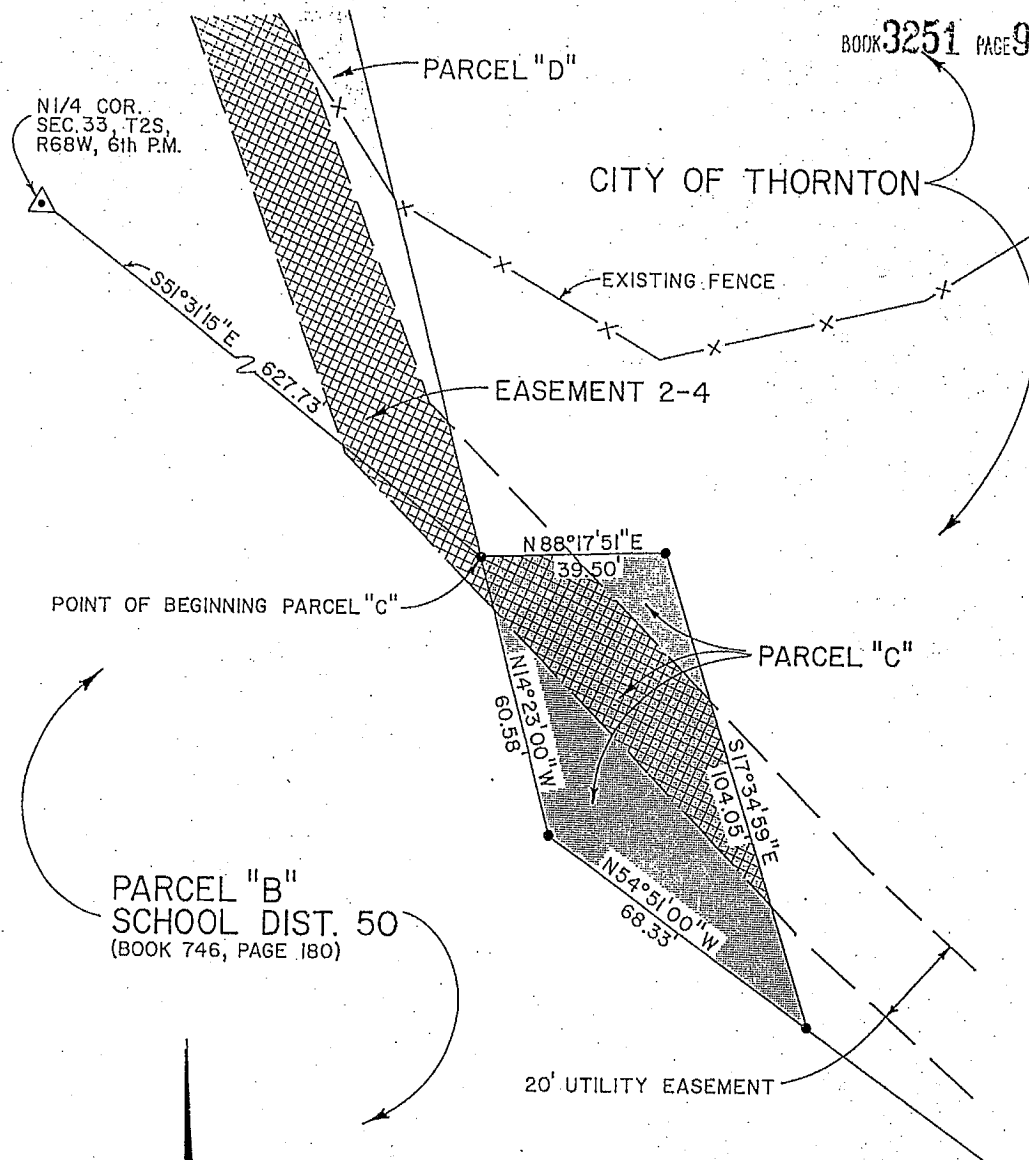 BOOK 3251 PAGE 9
PARCEL "D"
N1/4 COR.
SEC. 33, T2S,
R68W, 6th P.M.
CITY OF THORNTON
S51°31'15"E
627.73'
EXISTING FENCE
EASEMENT 2-4
N88°17'51"E
39.50'
POINT OF BEGINNING PARCEL "C"
PARCEL "C"
N14°23'00"W
60.58'
S17°34'59"E
104.05'
N54°51'00"W
68.33'
PARCEL "B"
SCHOOL DIST. 50
(BOOK 746, PAGE 180)
20' UTILITY EASEMENT